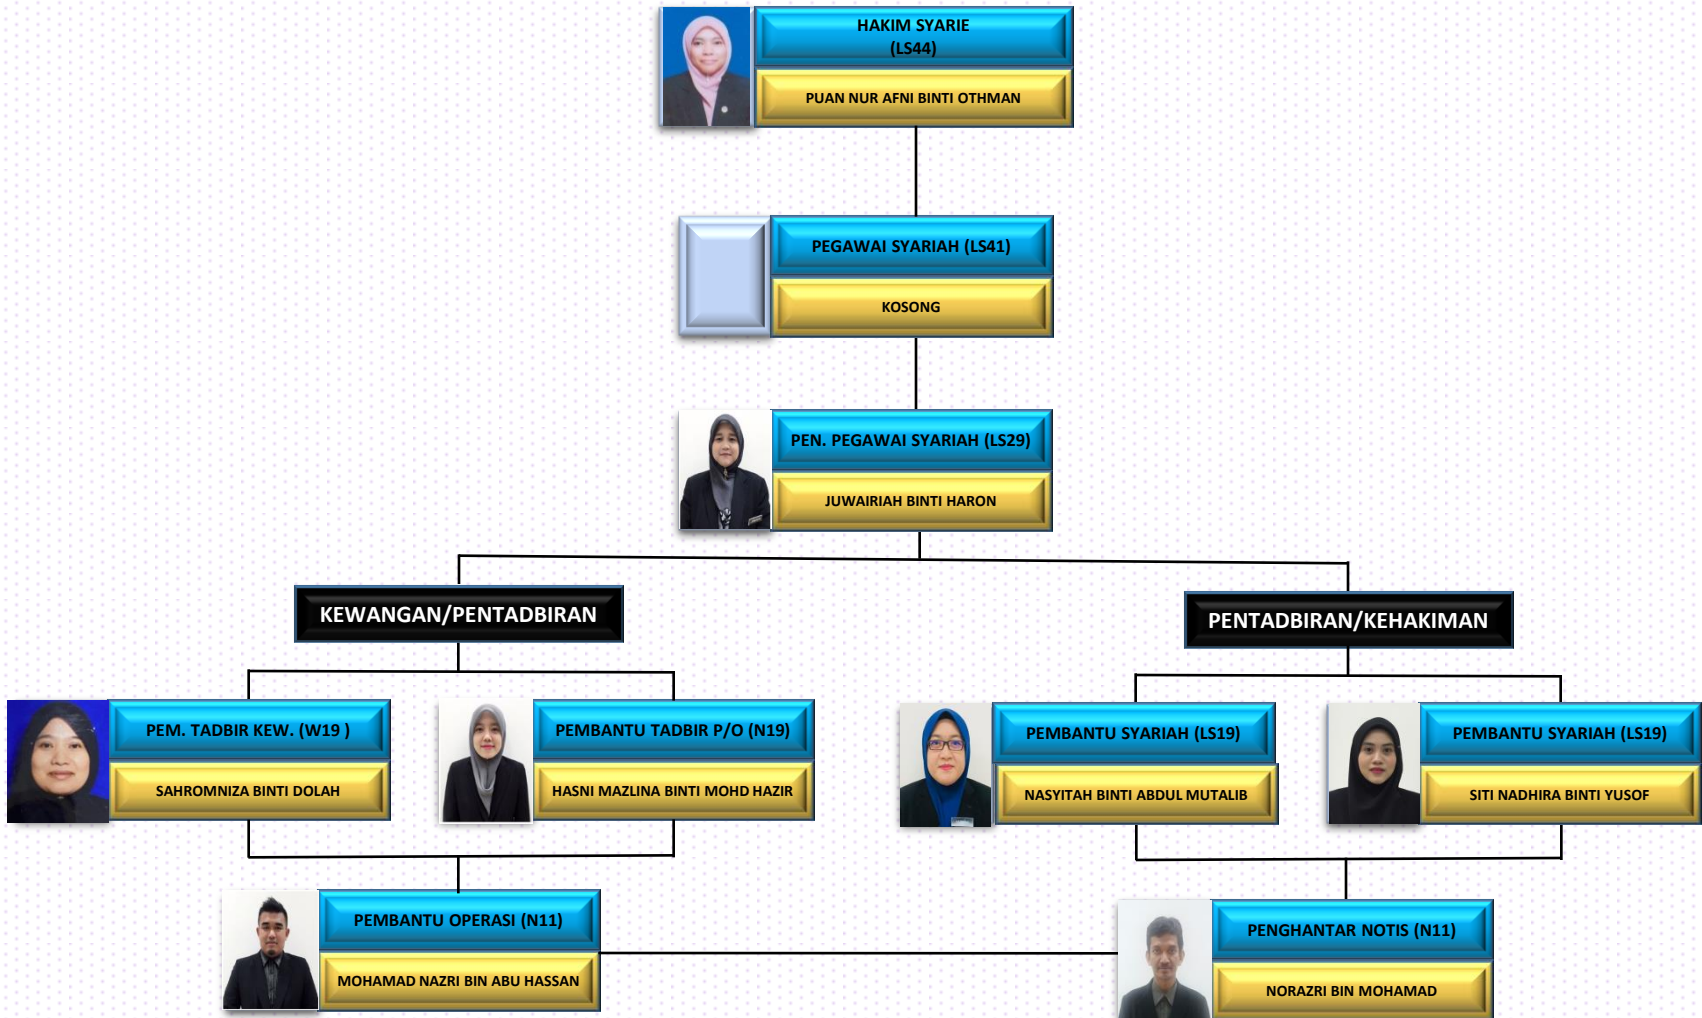 HAKIM SYARIE
(LS44)
PUAN NUR AFNI BINTI OTHMAN
PEGAWAI SYARIAH (LS41)
KOSONG
PEN. PEGAWAI SYARIAH (LS29)
JUWAIRIAH BINTI HARON
KEWANGAN/PENTADBIRAN
PENTADBIRAN/KEHAKIMAN
PEM. TADBIR KEW. (W19 )
SAHROMNIZA BINTI DOLAH
PEMBANTU TADBIR P/O (N19)
HASNI MAZLINA BINTI MOHD HAZIR
PEMBANTU SYARIAH (LS19)
NASYITAH BINTI ABDUL MUTALIB
PEMBANTU SYARIAH (LS19)
SITI NADHIRA BINTI YUSOF
PEMBANTU OPERASI (N11)
MOHAMAD NAZRI BIN ABU HASSAN
PENGHANTAR NOTIS (N11)
NORAZRI BIN MOHAMAD